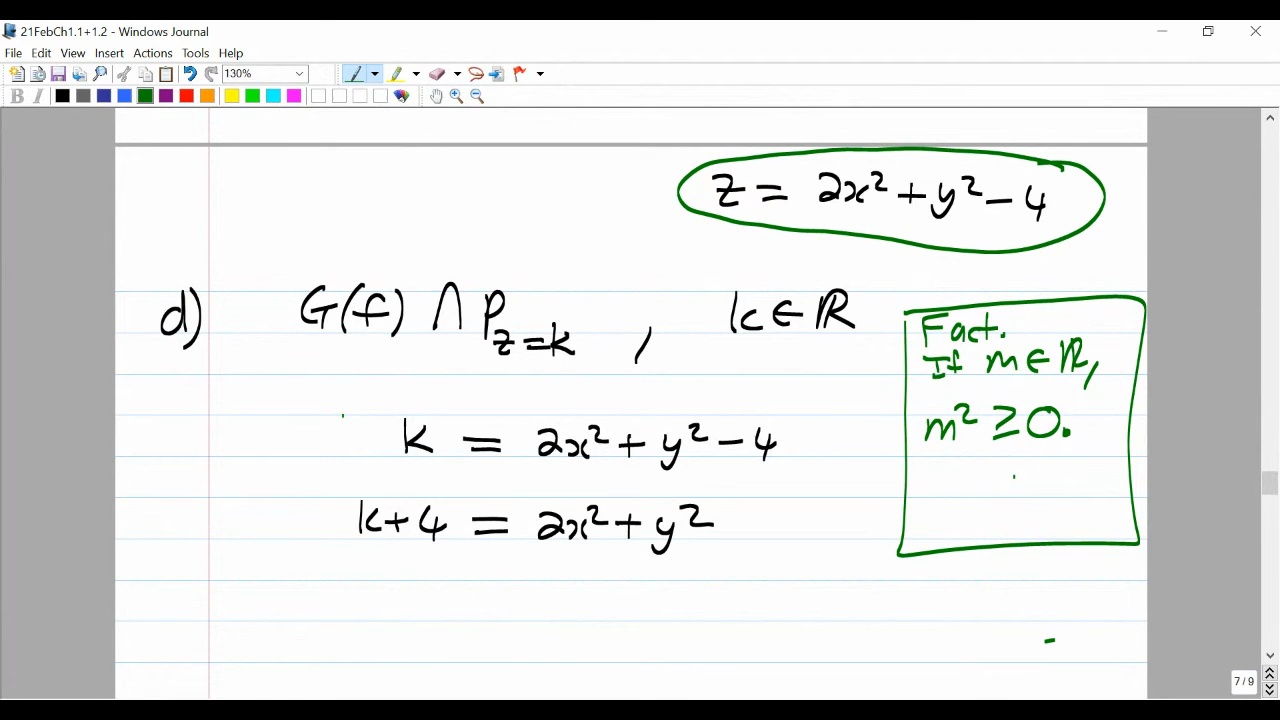 21FebCh1.1+1.2 - Windows Journal
File Edit View Insert Actions Tools Help
130%
B I
z = 2x² + y² - 4
d) G(f) ∩ P_{z=k} , k ∈ ℝ
Fact.
If m ∈ ℝ,
m² ≥ 0.
k = 2x² + y² - 4
k+4 = 2x² + y²
7 / 9